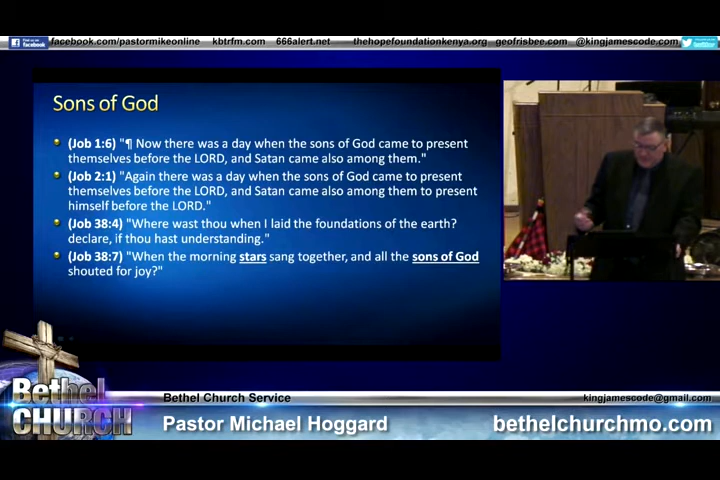 Find us on facebook
facebook.com/pastormikeonline kbtrfm.com 666alert.net thehopefoundationkenya.org geofrisbee.com @kingjamescode.com
Sons of God
(Job 1:6) "¶ Now there was a day when the sons of God came to present
themselves before the LORD, and Satan came also among them."
(Job 2:1) "Again there was a day when the sons of God came to present
themselves before the LORD, and Satan came also among them to present
himself before the LORD."
(Job 38:4) "Where wast thou when I laid the foundations of the earth?
declare, if thou hast understanding."
(Job 38:7) "When the morning stars sang together, and all the sons of God
shouted for joy?"
Bethel
CHURCH
Bethel Church Service
kingjamescode@gmail.com
Pastor Michael Hoggard
bethelchurchmo.com